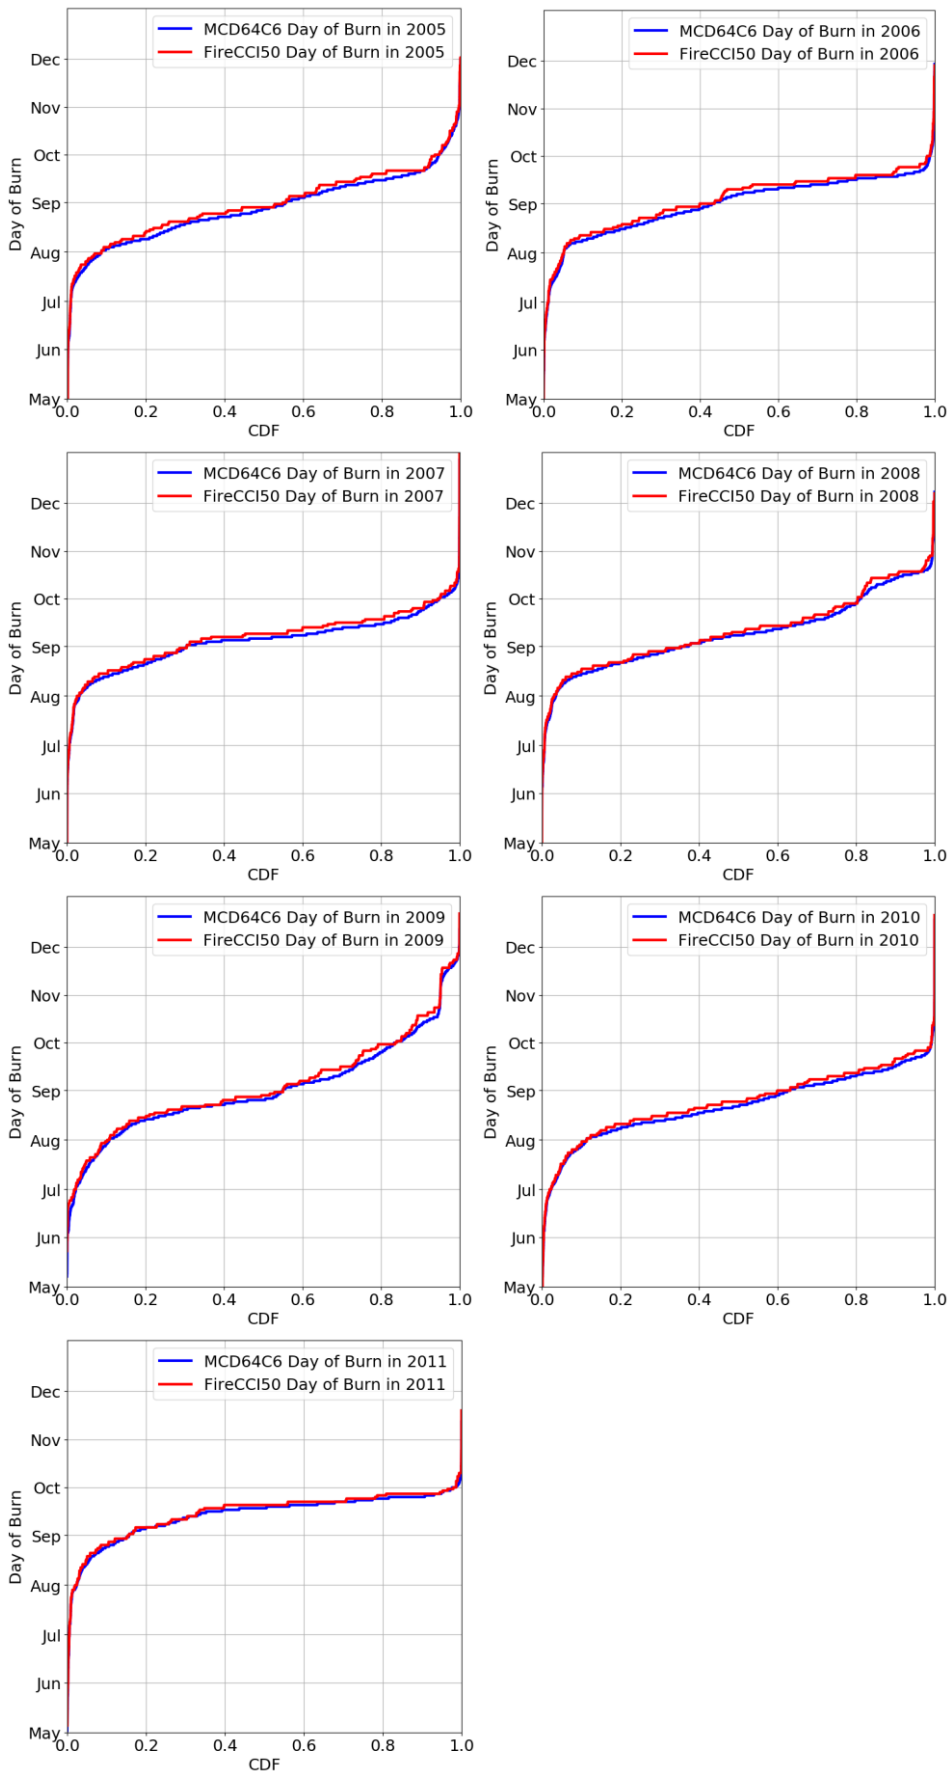 MCD64C6 Day of Burn in 2005
FireCCI50 Day of Burn in 2005
Dec
Nov
Oct
Sep
Aug
Jul
Jun
May
Day of Burn
0.0 0.2 0.4 0.6 0.8 1.0
CDF
MCD64C6 Day of Burn in 2006
FireCCI50 Day of Burn in 2006
Dec
Nov
Oct
Sep
Aug
Jul
Jun
May
Day of Burn
0.0 0.2 0.4 0.6 0.8 1.0
CDF
MCD64C6 Day of Burn in 2007
FireCCI50 Day of Burn in 2007
Dec
Nov
Oct
Sep
Aug
Jul
Jun
May
Day of Burn
0.0 0.2 0.4 0.6 0.8 1.0
CDF
MCD64C6 Day of Burn in 2008
FireCCI50 Day of Burn in 2008
Dec
Nov
Oct
Sep
Aug
Jul
Jun
May
Day of Burn
0.0 0.2 0.4 0.6 0.8 1.0
CDF
MCD64C6 Day of Burn in 2009
FireCCI50 Day of Burn in 2009
Dec
Nov
Oct
Sep
Aug
Jul
Jun
May
Day of Burn
0.0 0.2 0.4 0.6 0.8 1.0
CDF
MCD64C6 Day of Burn in 2010
FireCCI50 Day of Burn in 2010
Dec
Nov
Oct
Sep
Aug
Jul
Jun
May
Day of Burn
0.0 0.2 0.4 0.6 0.8 1.0
CDF
MCD64C6 Day of Burn in 2011
FireCCI50 Day of Burn in 2011
Dec
Nov
Oct
Sep
Aug
Jul
Jun
May
Day of Burn
0.0 0.2 0.4 0.6 0.8 1.0
CDF